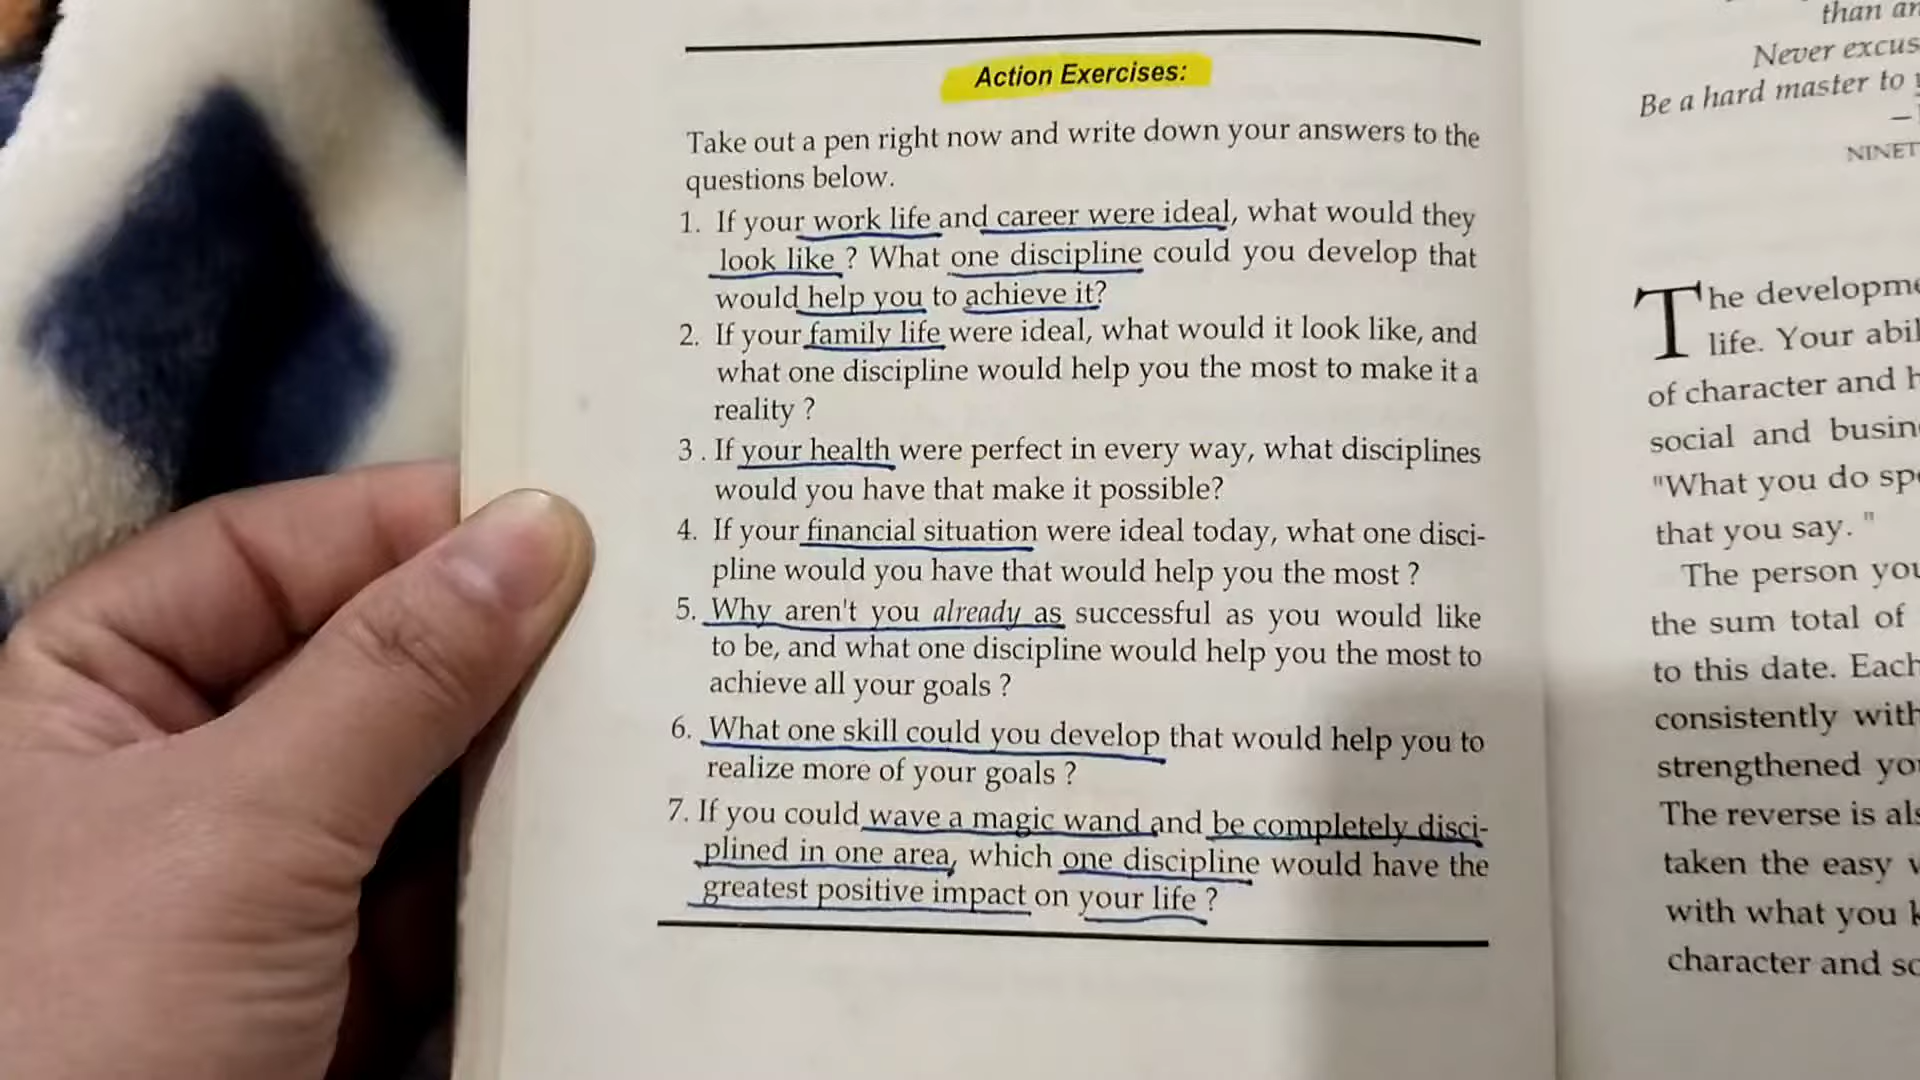 Action Exercises:
Take out a pen right now and write down your answers to the
questions below.
1. If your work life and career were ideal, what would they
look like ? What one discipline could you develop that
would help you to achieve it?
2. If your family life were ideal, what would it look like, and
what one discipline would help you the most to make it a
reality ?
3 . If your health were perfect in every way, what disciplines
would you have that make it possible?
4. If your financial situation were ideal today, what one disci-
pline would you have that would help you the most ?
5. Why aren't you already as successful as you would like
to be, and what one discipline would help you the most to
achieve all your goals ?
6. What one skill could you develop that would help you to
realize more of your goals ?
7. If you could wave a magic wand and be completely disci-
plined in one area, which one discipline would have the
greatest positive impact on your life ?
than
Never
Be a hard master to
The
life. Your
of character and
social and
"What you do
that you say. "
The person
the sum total of
to this date. Each
consistently
strengthened
The reverse is
taken the easy
with what you
character and